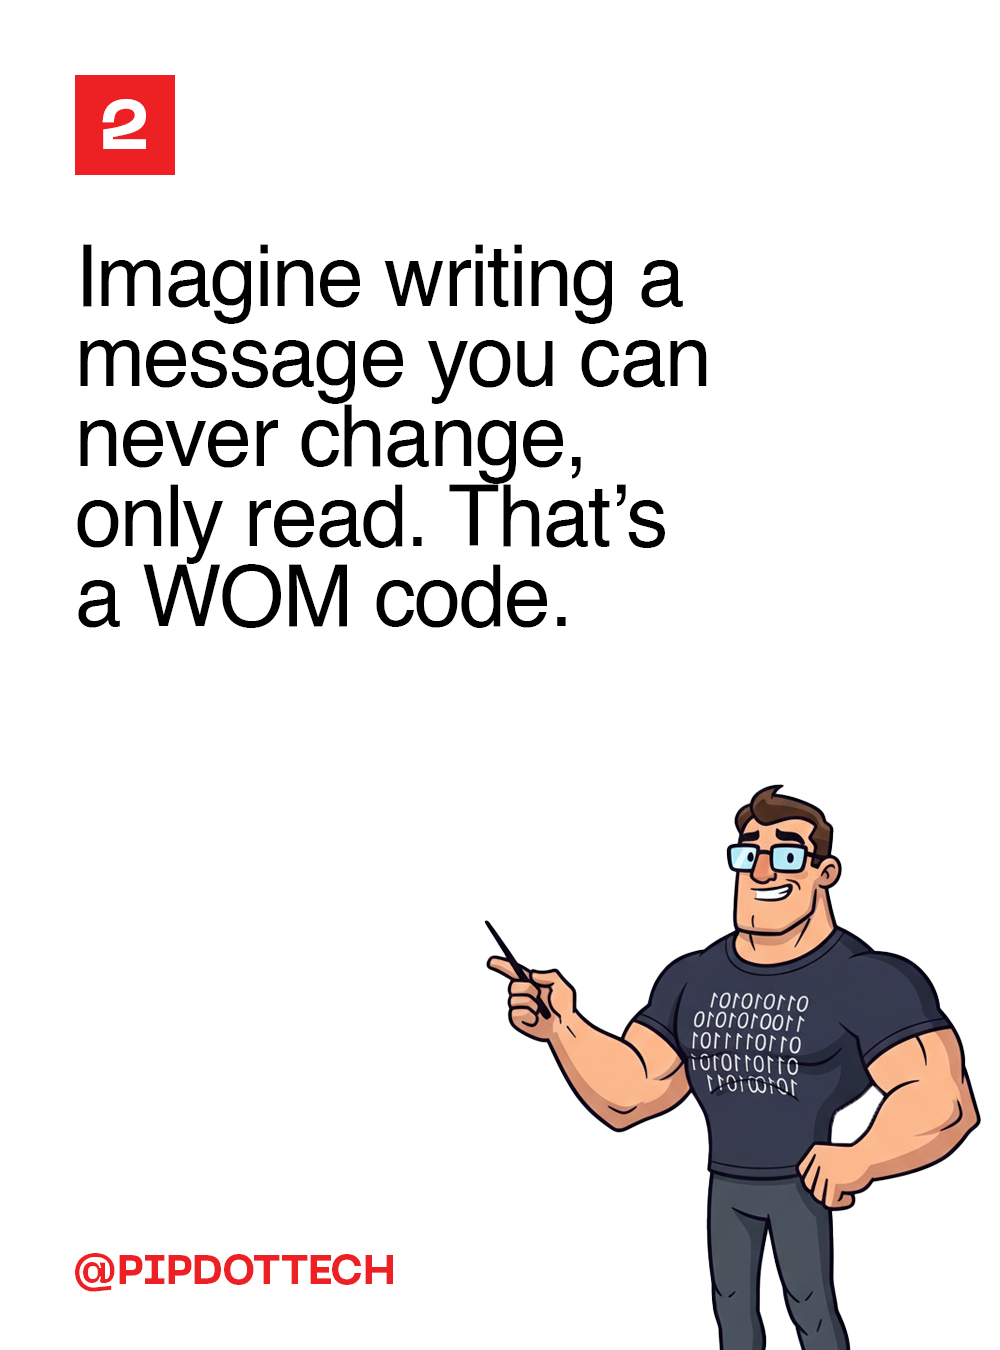 2
Imagine writing a
message you can
never change,
only read. That’s
a WOM code.
@PIPDOTTECH